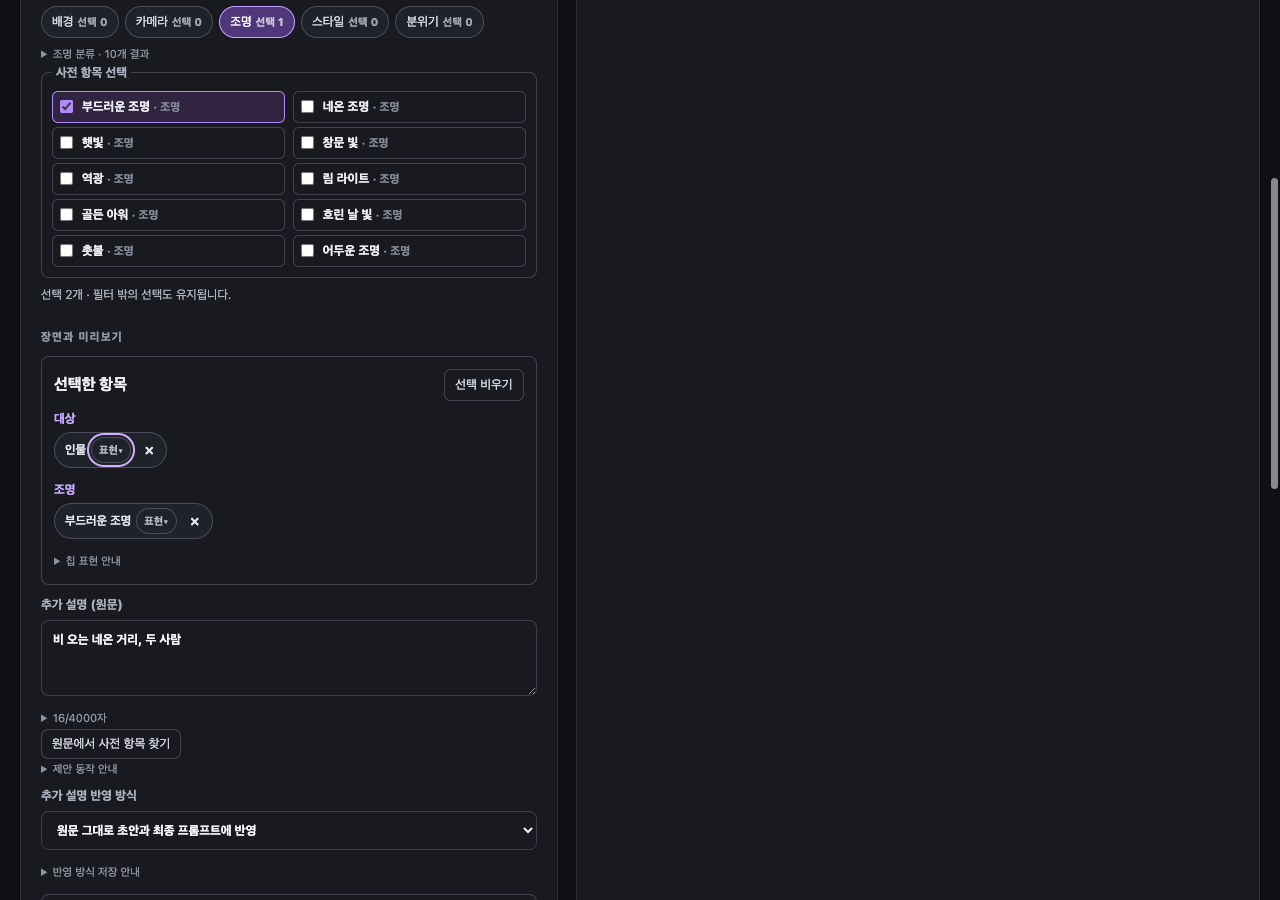 배경 선택 0 카메라 선택 0 조명 선택 1 스타일 선택 0 분위기 선택 0
▶ 조명 분류 · 10개 결과
사전 항목 선택
부드러운 조명 · 조명 네온 조명 · 조명
햇빛 · 조명 창문 빛 · 조명
역광 · 조명 림 라이트 · 조명
골든 아워 · 조명 흐린 날 빛 · 조명
촛불 · 조명 어두운 조명 · 조명
선택 2개 · 필터 밖의 선택도 유지됩니다.
장면과 미리보기
선택한 항목 선택 비우기
대상
인물 표현▾ ×
조명
부드러운 조명 표현▾ ×
▶ 칩 표현 안내
추가 설명 (원문)
비 오는 네온 거리, 두 사람
▶ 16/4000자
원문에서 사전 항목 찾기
▶ 제안 동작 안내
추가 설명 반영 방식
원문 그대로 초안과 최종 프롬프트에 반영
▶ 반영 방식 저장 안내